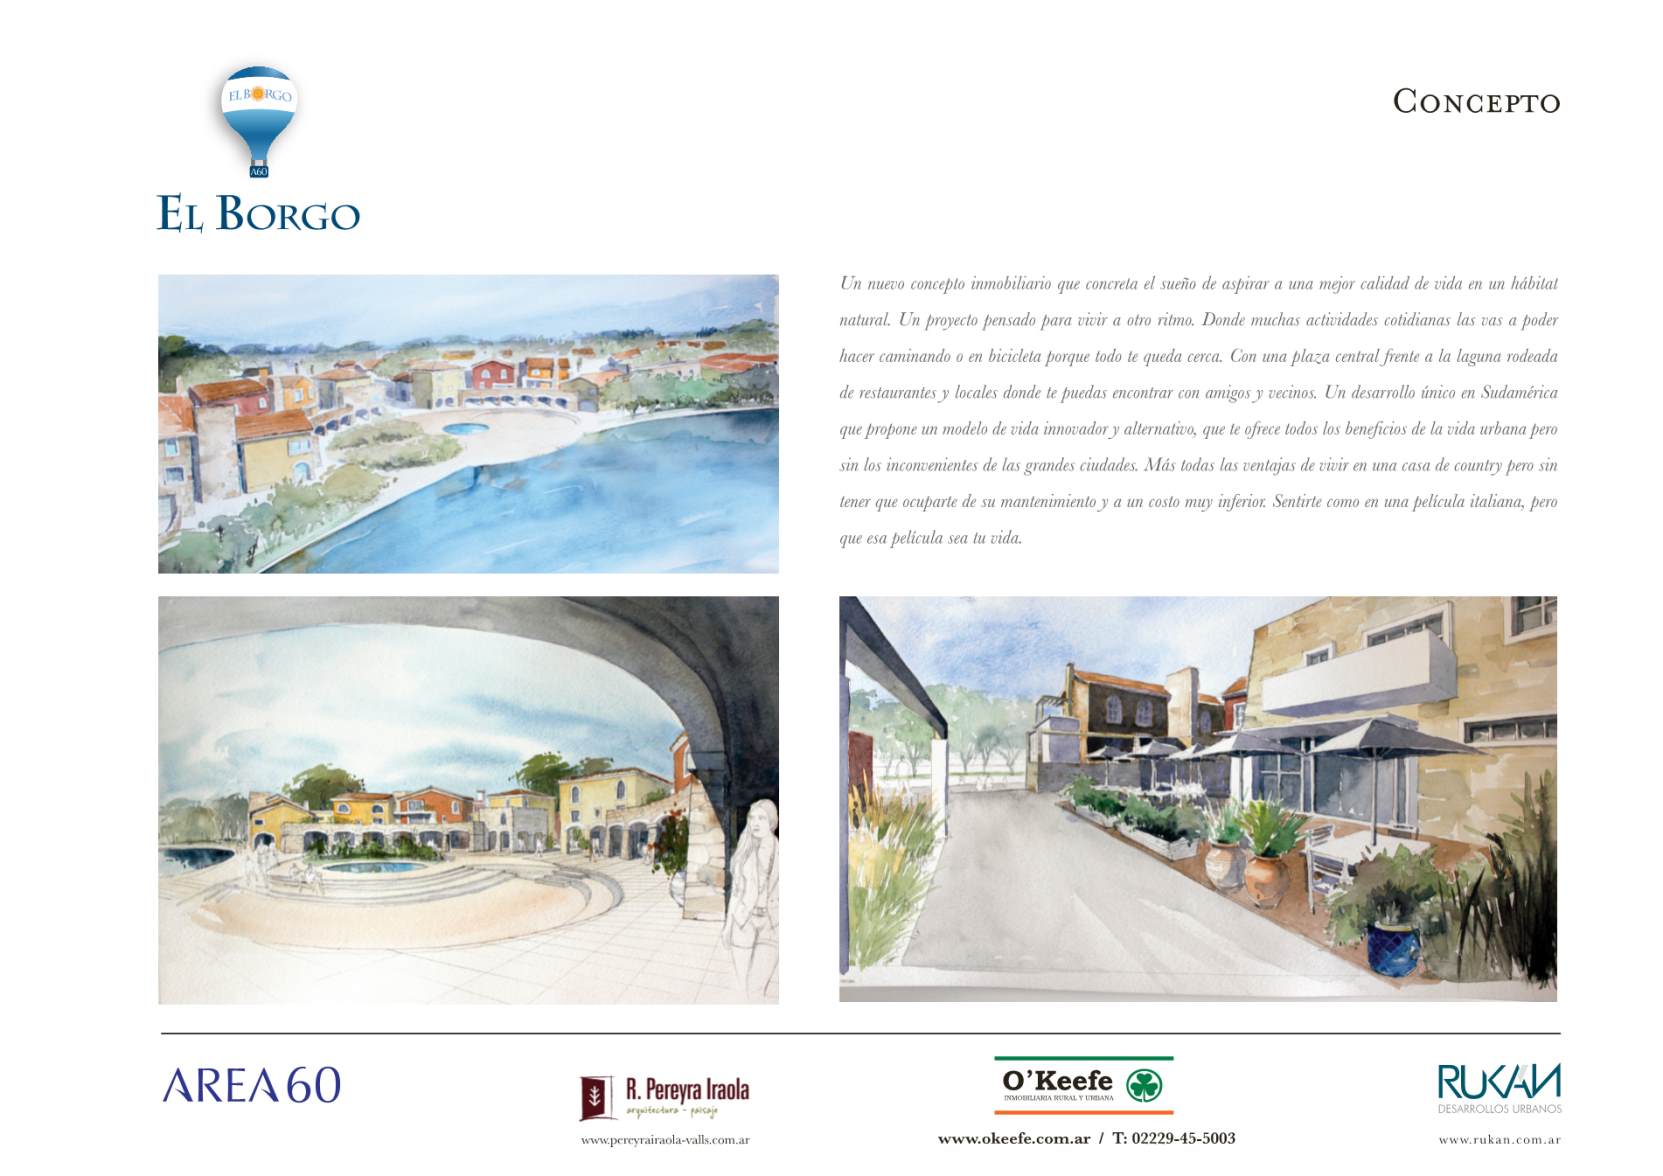 EL BORGO
A60
EL BORGO
CONCEPTO
Un nuevo concepto inmobiliario que concreta el sueño de aspirar a una mejor calidad de vida en un hábitat
natural. Un proyecto pensado para vivir a otro ritmo. Donde muchas actividades cotidianas las vas a poder
hacer caminando o en bicicleta porque todo te queda cerca. Con una plaza central frente a la laguna rodeada
de restaurantes y locales donde te puedas encontrar con amigos y vecinos. Un desarrollo único en Sudamérica
que propone un modelo de vida innovador y alternativo, que te ofrece todos los beneficios de la vida urbana pero
sin los inconvenientes de las grandes ciudades. Más todas las ventajas de vivir en una casa de country pero sin
tener que ocuparte de su mantenimiento y a un costo muy inferior. Sentirte como en una película italiana, pero
que esa película sea tu vida.
AREA60
R. Pereyra Iraola
arquitectura - paisaje
www.pereyrairaola-valls.com.ar
O'Keefe
INMOBILIARIA RURAL Y URBANA
www.okeefe.com.ar / T: 02229-45-5003
RUKAN
DESARROLLOS URBANOS
www.rukan.com.ar